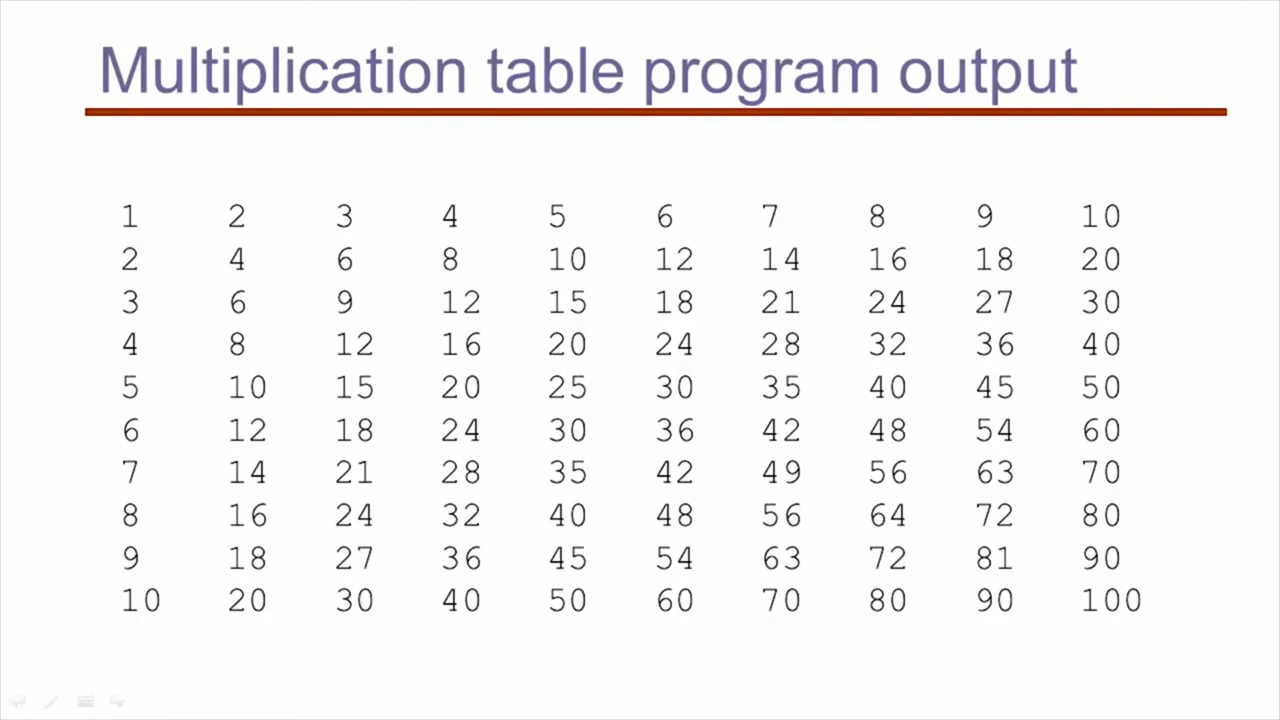 Multiplication table program output
1 2 3 4 5 6 7 8 9 10
2 4 6 8 10 12 14 16 18 20
3 6 9 12 15 18 21 24 27 30
4 8 12 16 20 24 28 32 36 40
5 10 15 20 25 30 35 40 45 50
6 12 18 24 30 36 42 48 54 60
7 14 21 28 35 42 49 56 63 70
8 16 24 32 40 48 56 64 72 80
9 18 27 36 45 54 63 72 81 90
10 20 30 40 50 60 70 80 90 100